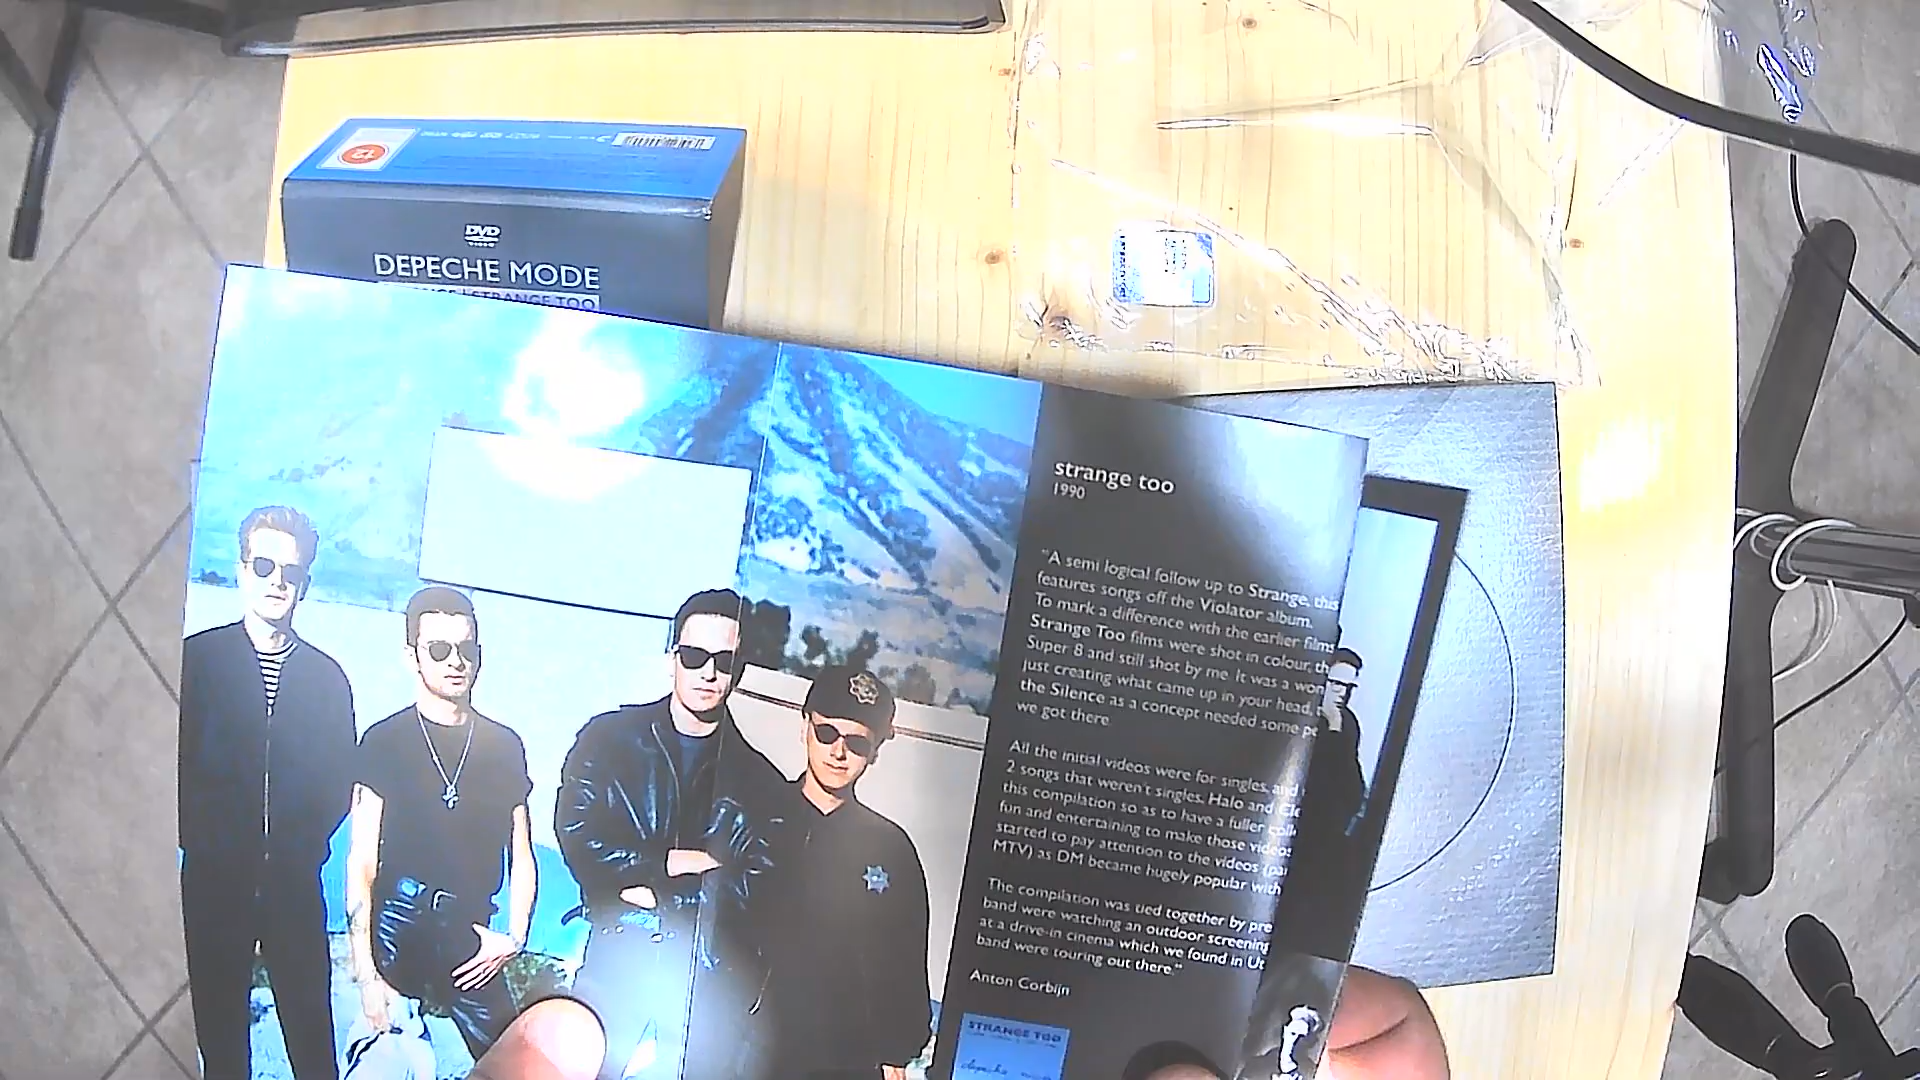 12
DVD
VIDEO
DEPECHE MODE
STRANGE TOO
strange too
1990
"A semi logical follow up to Strange, this
features songs off the Violator album.
To mark a difference with the earlier films
Strange Too films were shot in colour, th
Super 8 and still shot by me. It was a won
just creating what came up in your head,
the Silence as a concept needed some pe
we got there.
All the initial videos were for singles, and
2 songs that weren't singles, Halo and Cle
this compilation so as to have a fuller coll
fun and entertaining to make those videos
started to pay attention to the videos (par
MTV) as DM became hugely popular with
The compilation was tied together by pre
band were watching an outdoor screening
at a drive-in cinema which we found in Ut
band were touring out there."
Anton Corbijn
STRANGE TOO
depeche mode